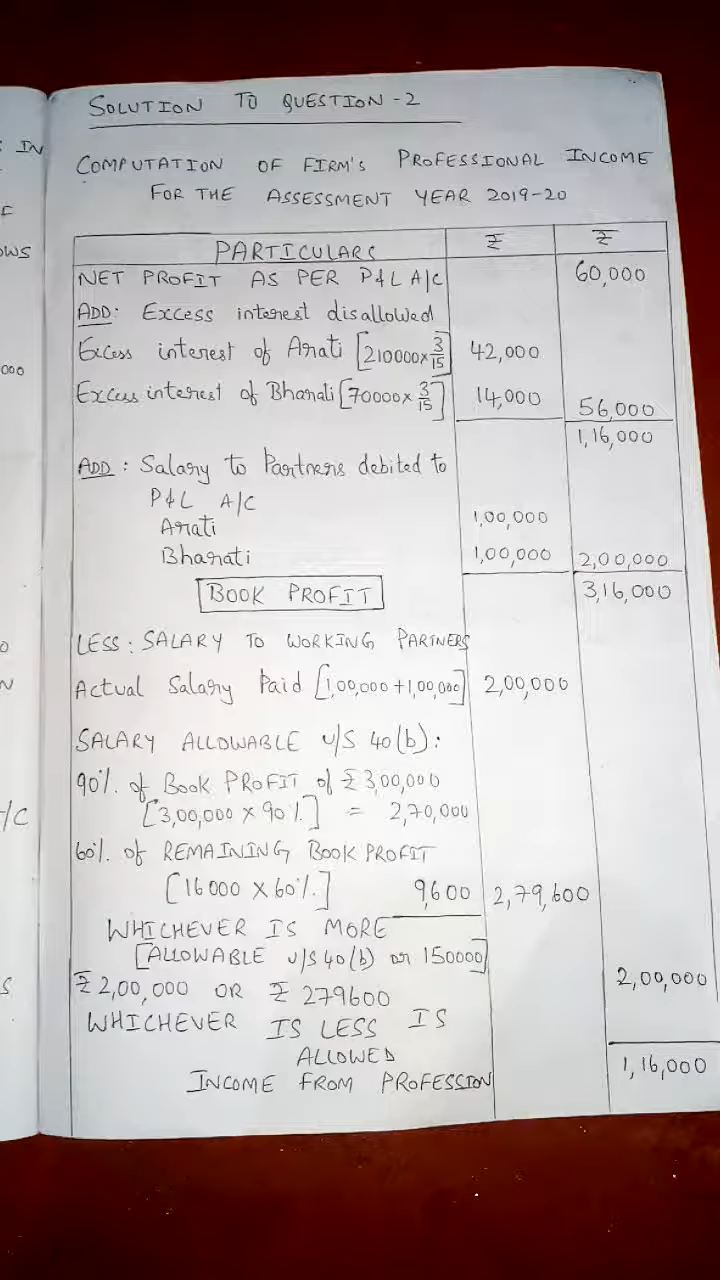 SOLUTION TO QUESTION - 2
COMPUTATION OF FIRM'S PROFESSIONAL INCOME
FOR THE ASSESSMENT YEAR 2019-20
PARTICULARS ₹ ₹
NET PROFIT AS PER P&L A/C 60,000
ADD: Excess interest disallowed
Excess interest of Arati [210000 x 3/15] 42,000
Excess interest of Bharati [70000 x 3/15] 14,000 56,000
1,16,000
ADD: Salary to Partners debited to
P&L A/C
Arati 1,00,000
Bharati 1,00,000 2,00,000
BOOK PROFIT 3,16,000
LESS: SALARY TO WORKING PARTNERS
Actual Salary Paid [1,00,000 + 1,00,000] 2,00,000
SALARY ALLOWABLE U/S 40(b):
90% of BOOK PROFIT of ₹ 3,00,000
[3,00,000 X 90%] = 2,70,000
60% of REMAINING BOOK PROFIT
[16000 X 60%] 9,600 2,79,600
WHICHEVER IS MORE
[ALLOWABLE U/S 40(b) or 150000]
₹ 2,00,000 OR ₹ 279600 2,00,000
WHICHEVER IS LESS IS
ALLOWED
INCOME FROM PROFESSION 1,16,000
IN
OWS
000
N
/C
S